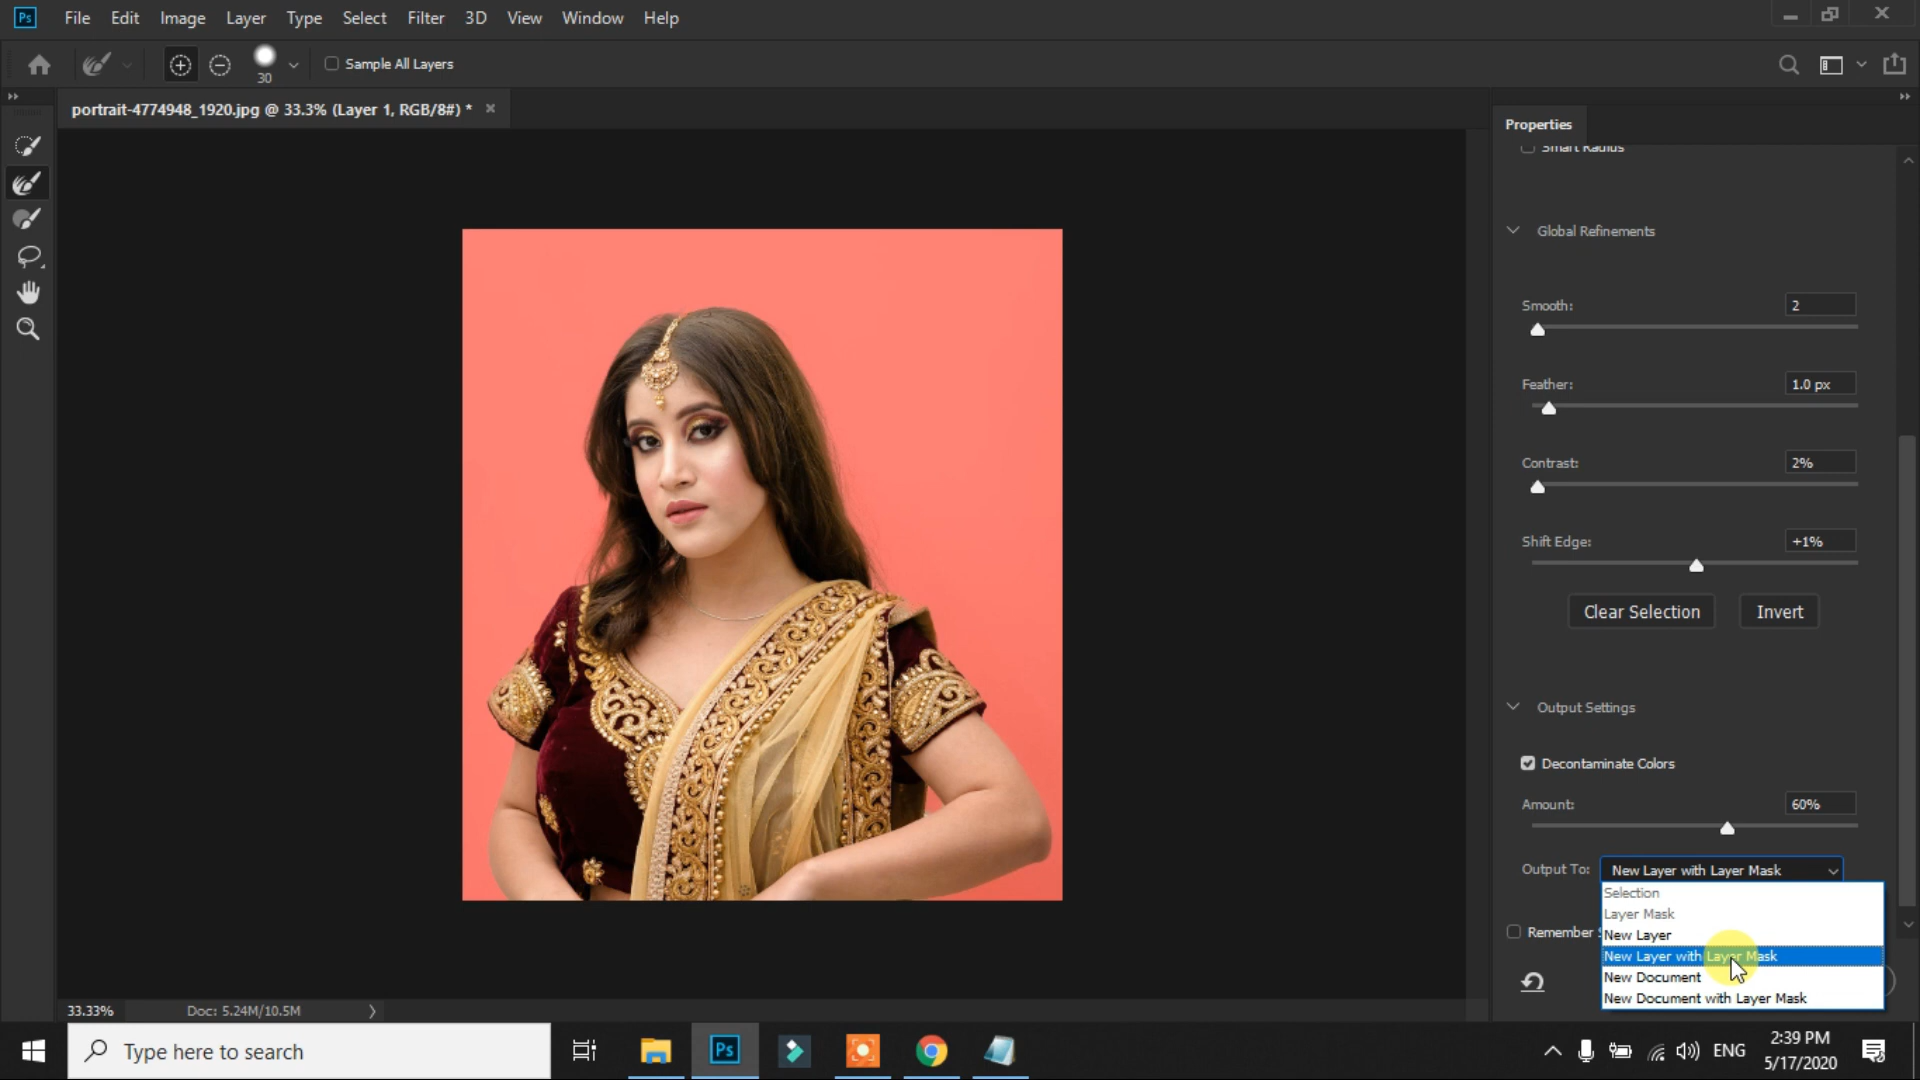 Ps File Edit Image Layer Type Select Filter 3D View Window Help
30 Sample All Layers
portrait-4774948_1920.jpg @ 33.3% (Layer 1, RGB/8#) *
Properties
Smart Radius
Global Refinements
Smooth: 2
Feather: 1.0 px
Contrast: 2%
Shift Edge: +1%
Clear Selection Invert
Output Settings
Decontaminate Colors
Amount: 60%
Output To: New Layer with Layer Mask
Selection
Layer Mask
Remember New Layer
New Layer with Layer Mask
New Document
New Document with Layer Mask
33.33% Doc: 5.24M/10.5M
Type here to search
Ps
ENG
2:39 PM
5/17/2020